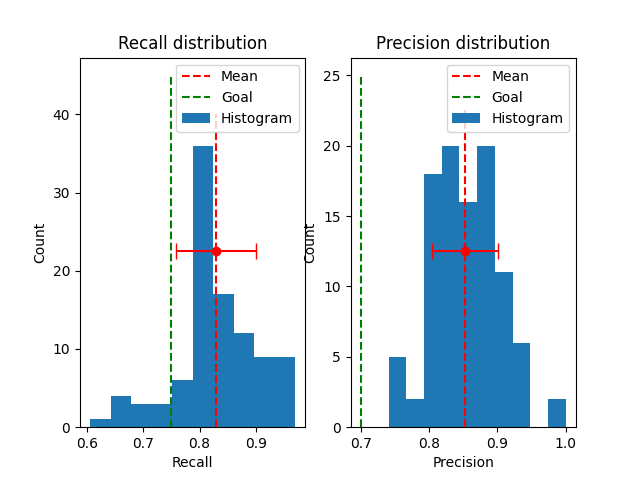 Recall distribution
Mean
Goal
Histogram
40
30
20
10
0
Count
0.6 0.7 0.8 0.9
Recall
Precision distribution
Mean
Goal
Histogram
25
20
15
10
5
0
Count
0.7 0.8 0.9 1.0
Precision